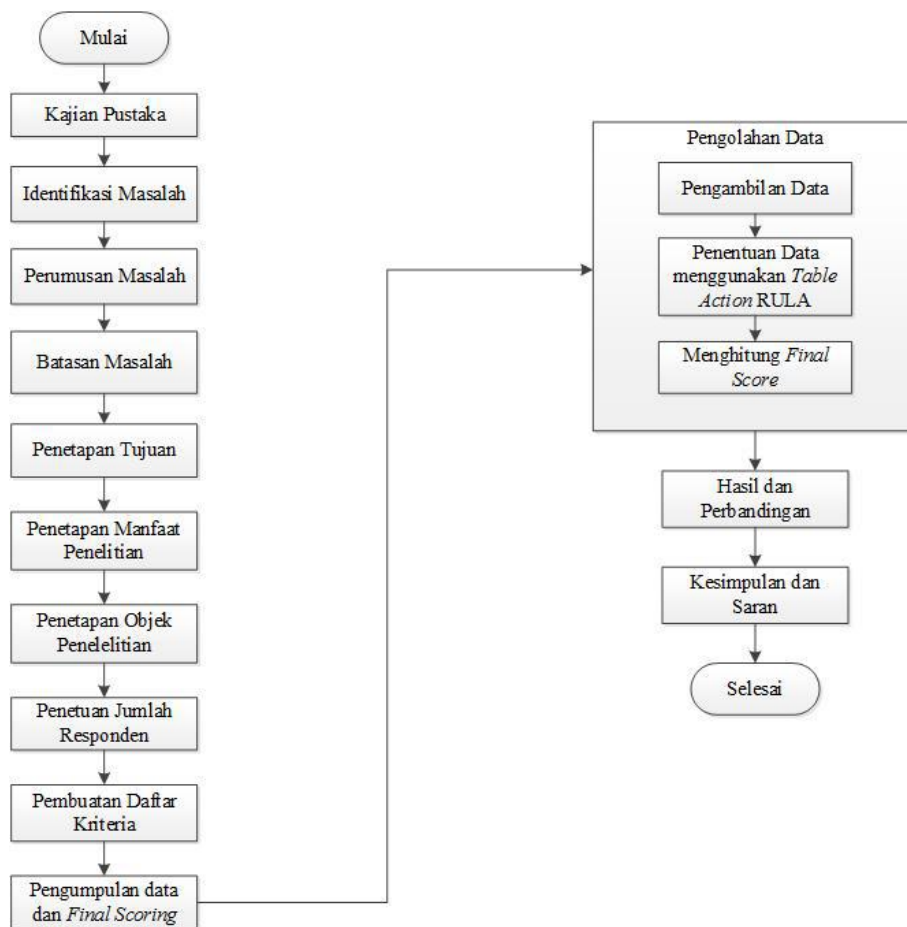 Mulai
Kajian Pustaka
Identifikasi Masalah
Perumusan Masalah
Batasan Masalah
Penetapan Tujuan
Penetapan Manfaat
Penelitian
Penetapan Objek
Penelelitian
Penetuan Jumlah
Responden
Pembuatan Daftar
Kriteria
Pengumpulan data
dan Final Scoring
Pengolahan Data
Pengambilan Data
Penentuan Data
menggunakan Table
Action RULA
Menghitung Final
Score
Hasil dan
Perbandingan
Kesimpulan dan
Saran
Selesai